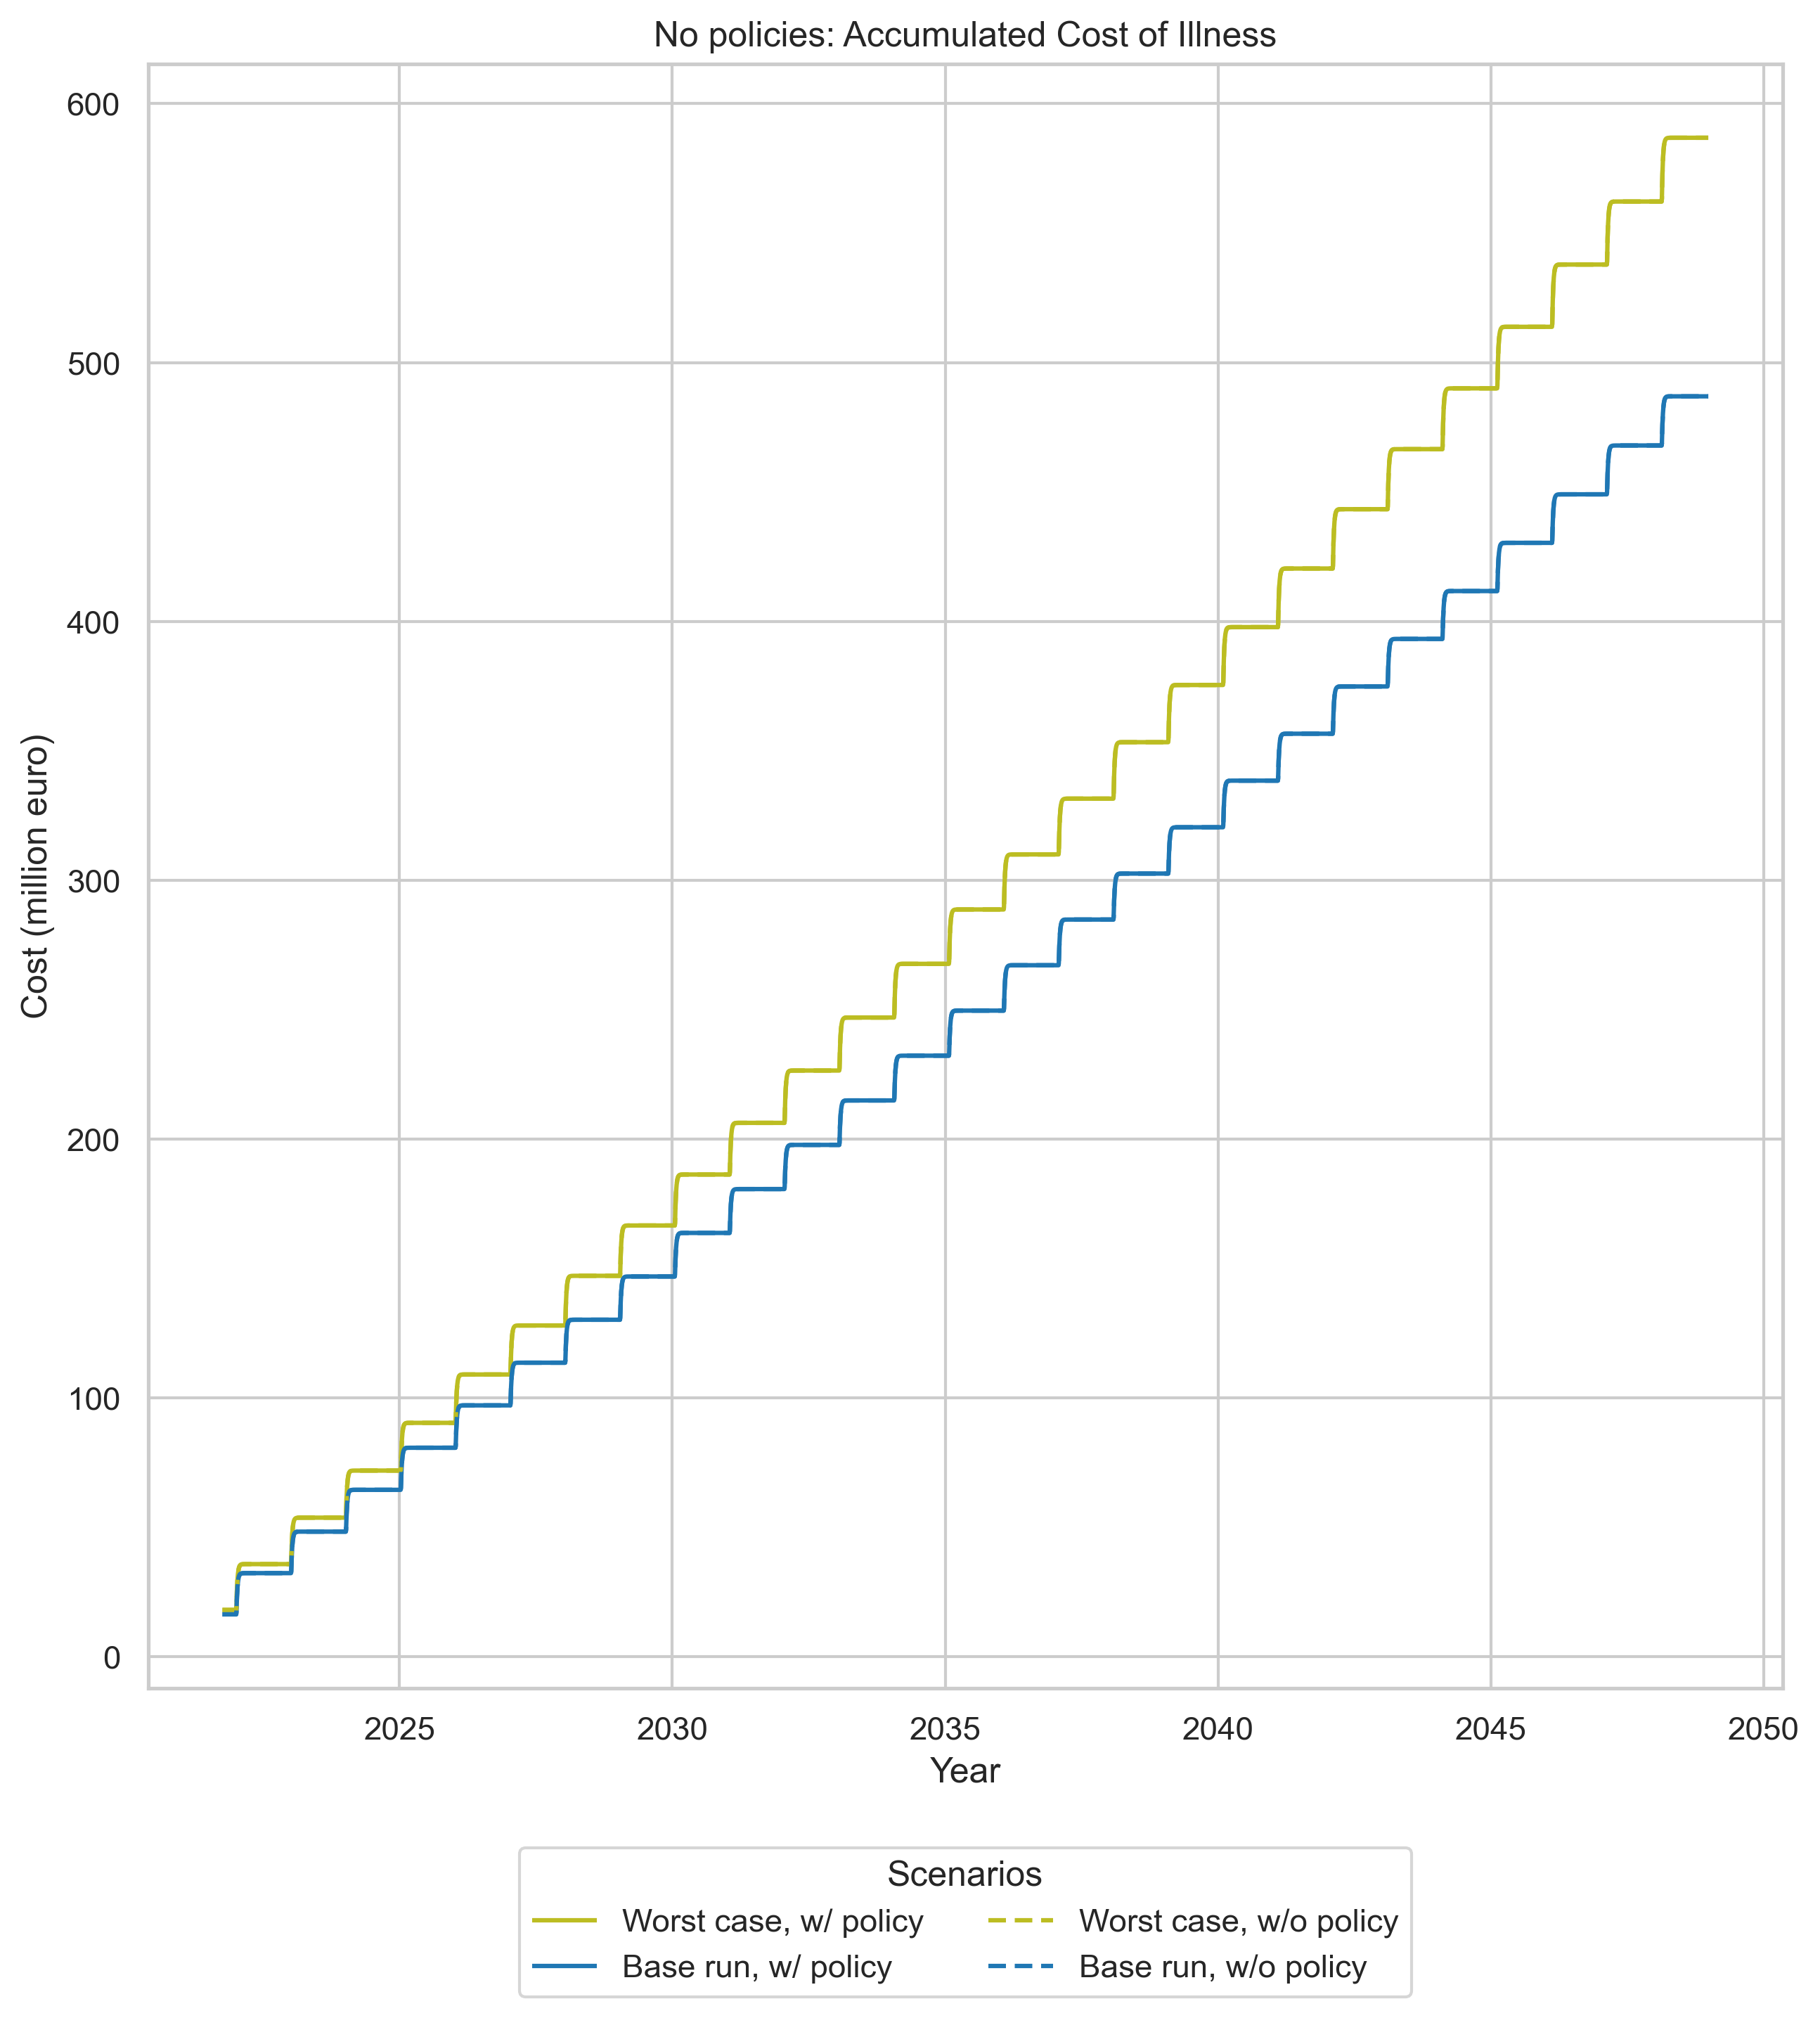 No policies: Accumulated Cost of Illness
600
500
400
300
200
100
0
Cost (million euro)
2025 2030 2035 2040 2045 2050
Year
Scenarios
Worst case, w/ policy Worst case, w/o policy
Base run, w/ policy Base run, w/o policy